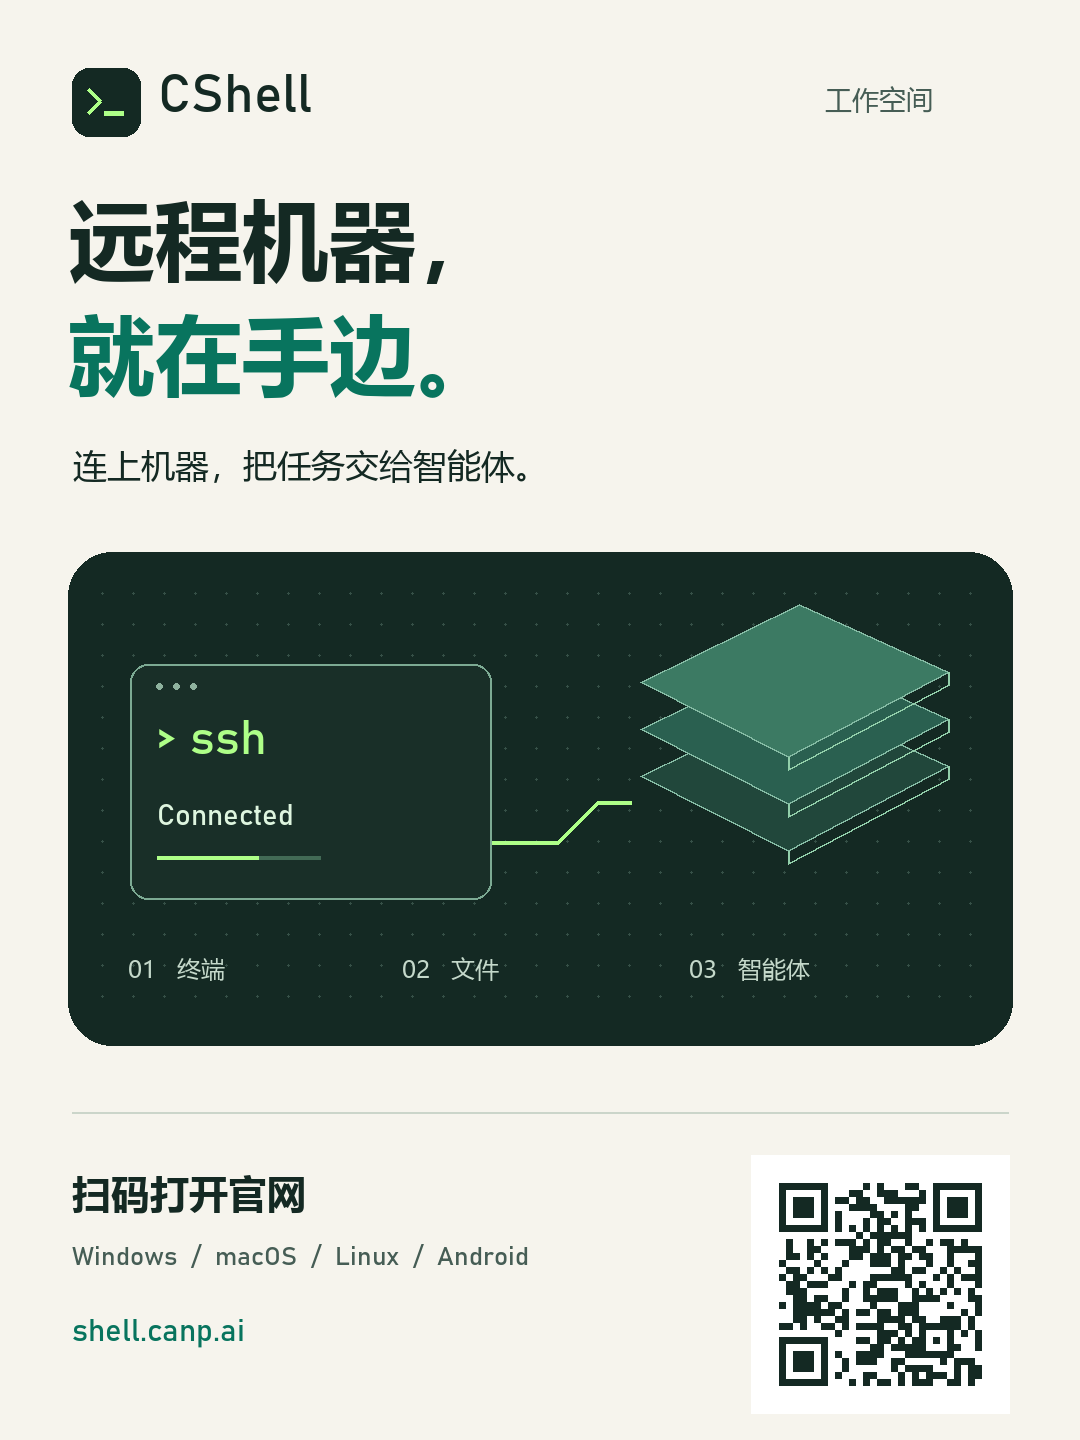 CShell
工作空间
远程机器，
就在手边。
连上机器，把任务交给智能体。
> ssh
Connected
01 终端
02 文件
03 智能体
扫码打开官网
Windows / macOS / Linux / Android
shell.canp.ai